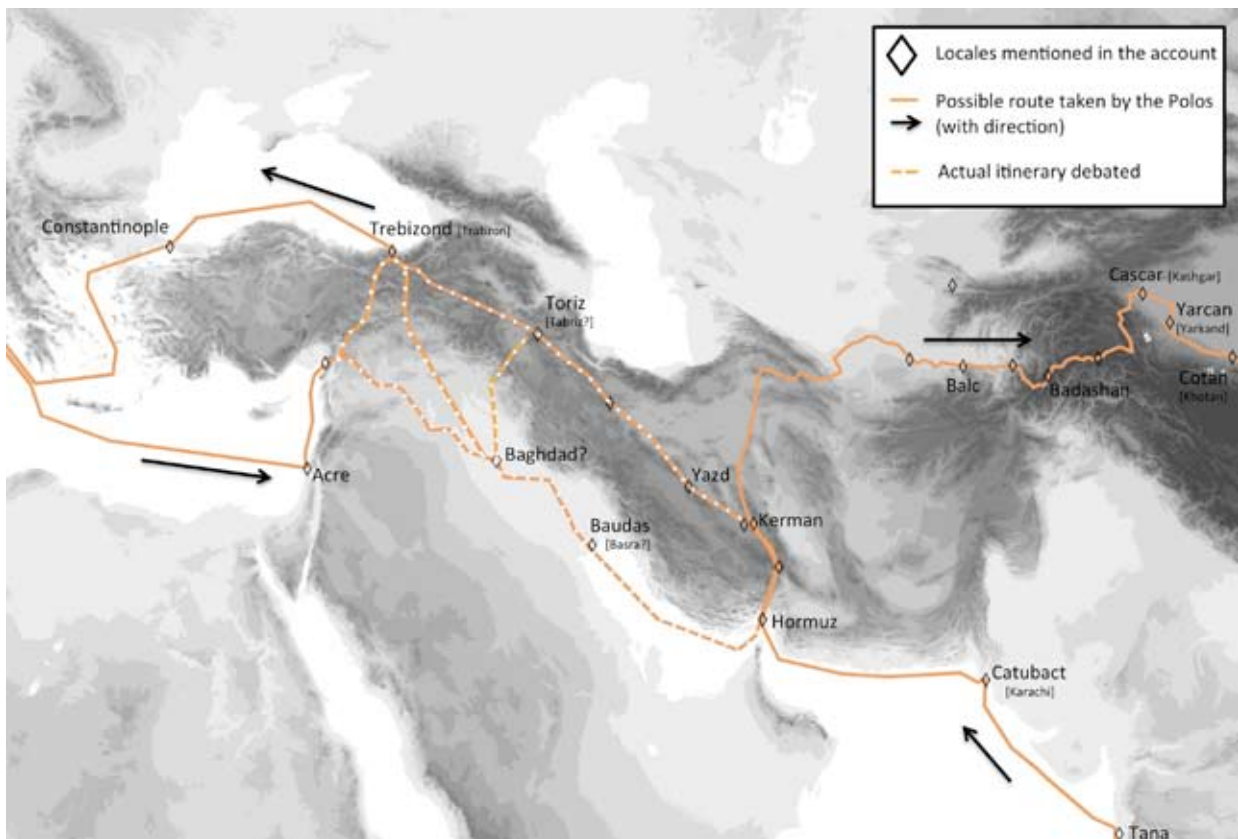 Locales mentioned in the account
Possible route taken by the Polos
(with direction)
Actual itinerary debated
Constantinople
Trebizond [Trabzon]
Toriz
[Tabriz?]
Cascar [Kashgar]
Yarcan
[Yarkand]
Balc
Badashan
Cotan
[Khotan]
Acre
Baghdad?
Yazd
Kerman
Baudas
[Basra?]
Hormuz
Catubact
[Karachi]
Tana